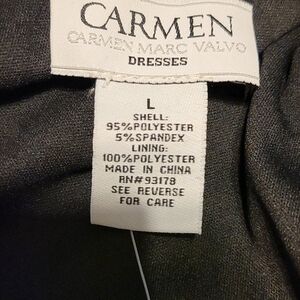 CARMEN
CARMEN MARC VALVO
DRESSES
L
SHELL:
95%POLYESTER
5%SPANDEX
LINING:
100%POLYESTER
MADE IN CHINA
RN#93178
SEE REVERSE
FOR CARE